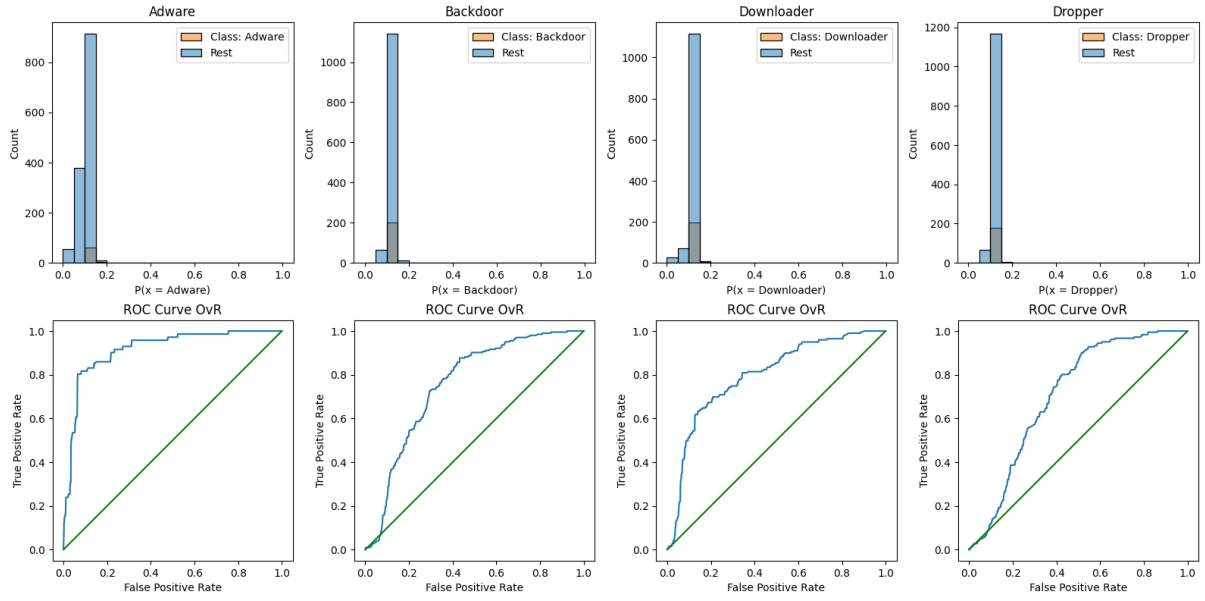 Adware
Class: Adware
Rest
Count
0
200
400
600
800
0.0 0.2 0.4 0.6 0.8 1.0
P(x = Adware)
Backdoor
Class: Backdoor
Rest
Count
0
200
400
600
800
1000
0.0 0.2 0.4 0.6 0.8 1.0
P(x = Backdoor)
Downloader
Class: Downloader
Rest
Count
0
200
400
600
800
1000
0.0 0.2 0.4 0.6 0.8 1.0
P(x = Downloader)
Dropper
Class: Dropper
Rest
Count
0
200
400
600
800
1000
1200
0.0 0.2 0.4 0.6 0.8 1.0
P(x = Dropper)
ROC Curve OvR
True Positive Rate
0.0
0.2
0.4
0.6
0.8
1.0
0.0 0.2 0.4 0.6 0.8 1.0
False Positive Rate
ROC Curve OvR
True Positive Rate
0.0
0.2
0.4
0.6
0.8
1.0
0.0 0.2 0.4 0.6 0.8 1.0
False Positive Rate
ROC Curve OvR
True Positive Rate
0.0
0.2
0.4
0.6
0.8
1.0
0.0 0.2 0.4 0.6 0.8 1.0
False Positive Rate
ROC Curve OvR
True Positive Rate
0.0
0.2
0.4
0.6
0.8
1.0
0.0 0.2 0.4 0.6 0.8 1.0
False Positive Rate